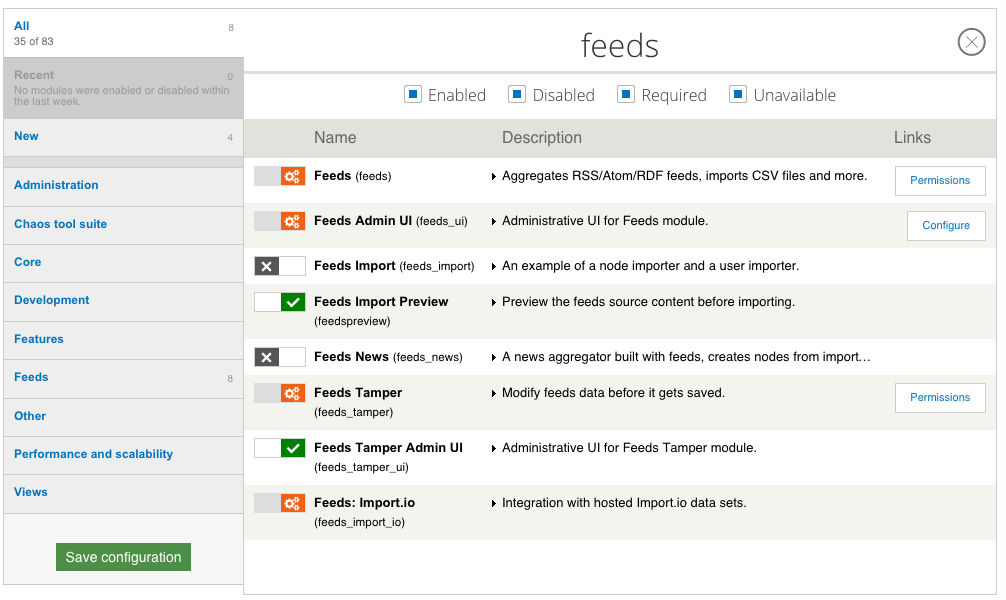 All
8
35 of 83
Recent
0
No modules were enabled or disabled within
the last week.
New
4
Administration
Chaos tool suite
Core
Development
Features
Feeds
8
Other
Performance and scalability
Views
Save configuration
feeds
Enabled Disabled Required Unavailable
Name Description Links
Feeds (feeds) Aggregates RSS/Atom/RDF feeds, imports CSV files and more. Permissions
Feeds Admin UI (feeds_ui) Administrative UI for Feeds module. Configure
Feeds Import (feeds_import) An example of a node importer and a user importer.
Feeds Import Preview Preview the feeds source content before importing.
(feedspreview)
Feeds News (feeds_news) A news aggregator built with feeds, creates nodes from import…
Feeds Tamper Modify feeds data before it gets saved. Permissions
(feeds_tamper)
Feeds Tamper Admin UI Administrative UI for Feeds Tamper module.
(feeds_tamper_ui)
Feeds: Import.io Integration with hosted Import.io data sets.
(feeds_import_io)